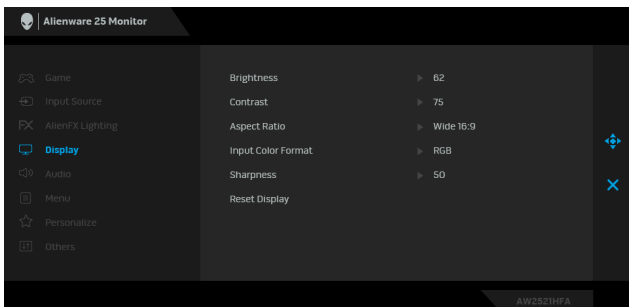 Alienware 25 Monitor
Game
Input Source
FX AlienFX Lighting
Display
Audio
Menu
Personalize
Others
Brightness 62
Contrast 75
Aspect Ratio Wide 16:9
Input Color Format RGB
Sharpness 50
Reset Display
AW2521HFA